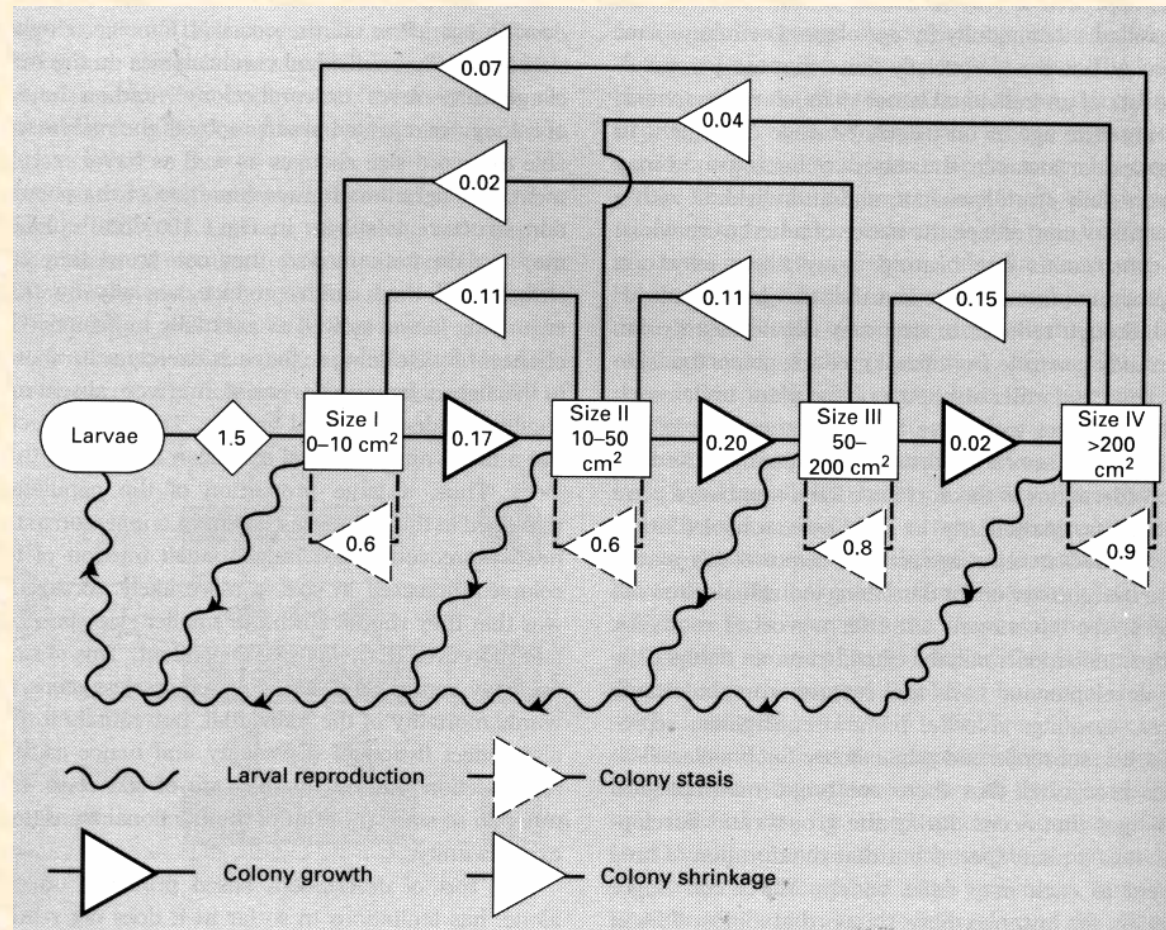 0.07
0.04
0.02
0.11
0.11
0.15
Larvae
1.5
Size I
0–10 cm²
0.17
Size II
10–50
cm²
0.20
Size III
50–
200 cm²
0.02
Size IV
>200
cm²
0.6
0.6
0.8
0.9
Larval reproduction
Colony stasis
Colony growth
Colony shrinkage